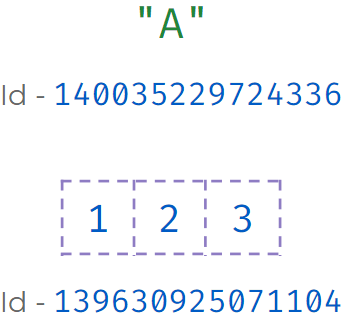 "A"
Id - 140035229724336
1 2 3
Id - 139630925071104